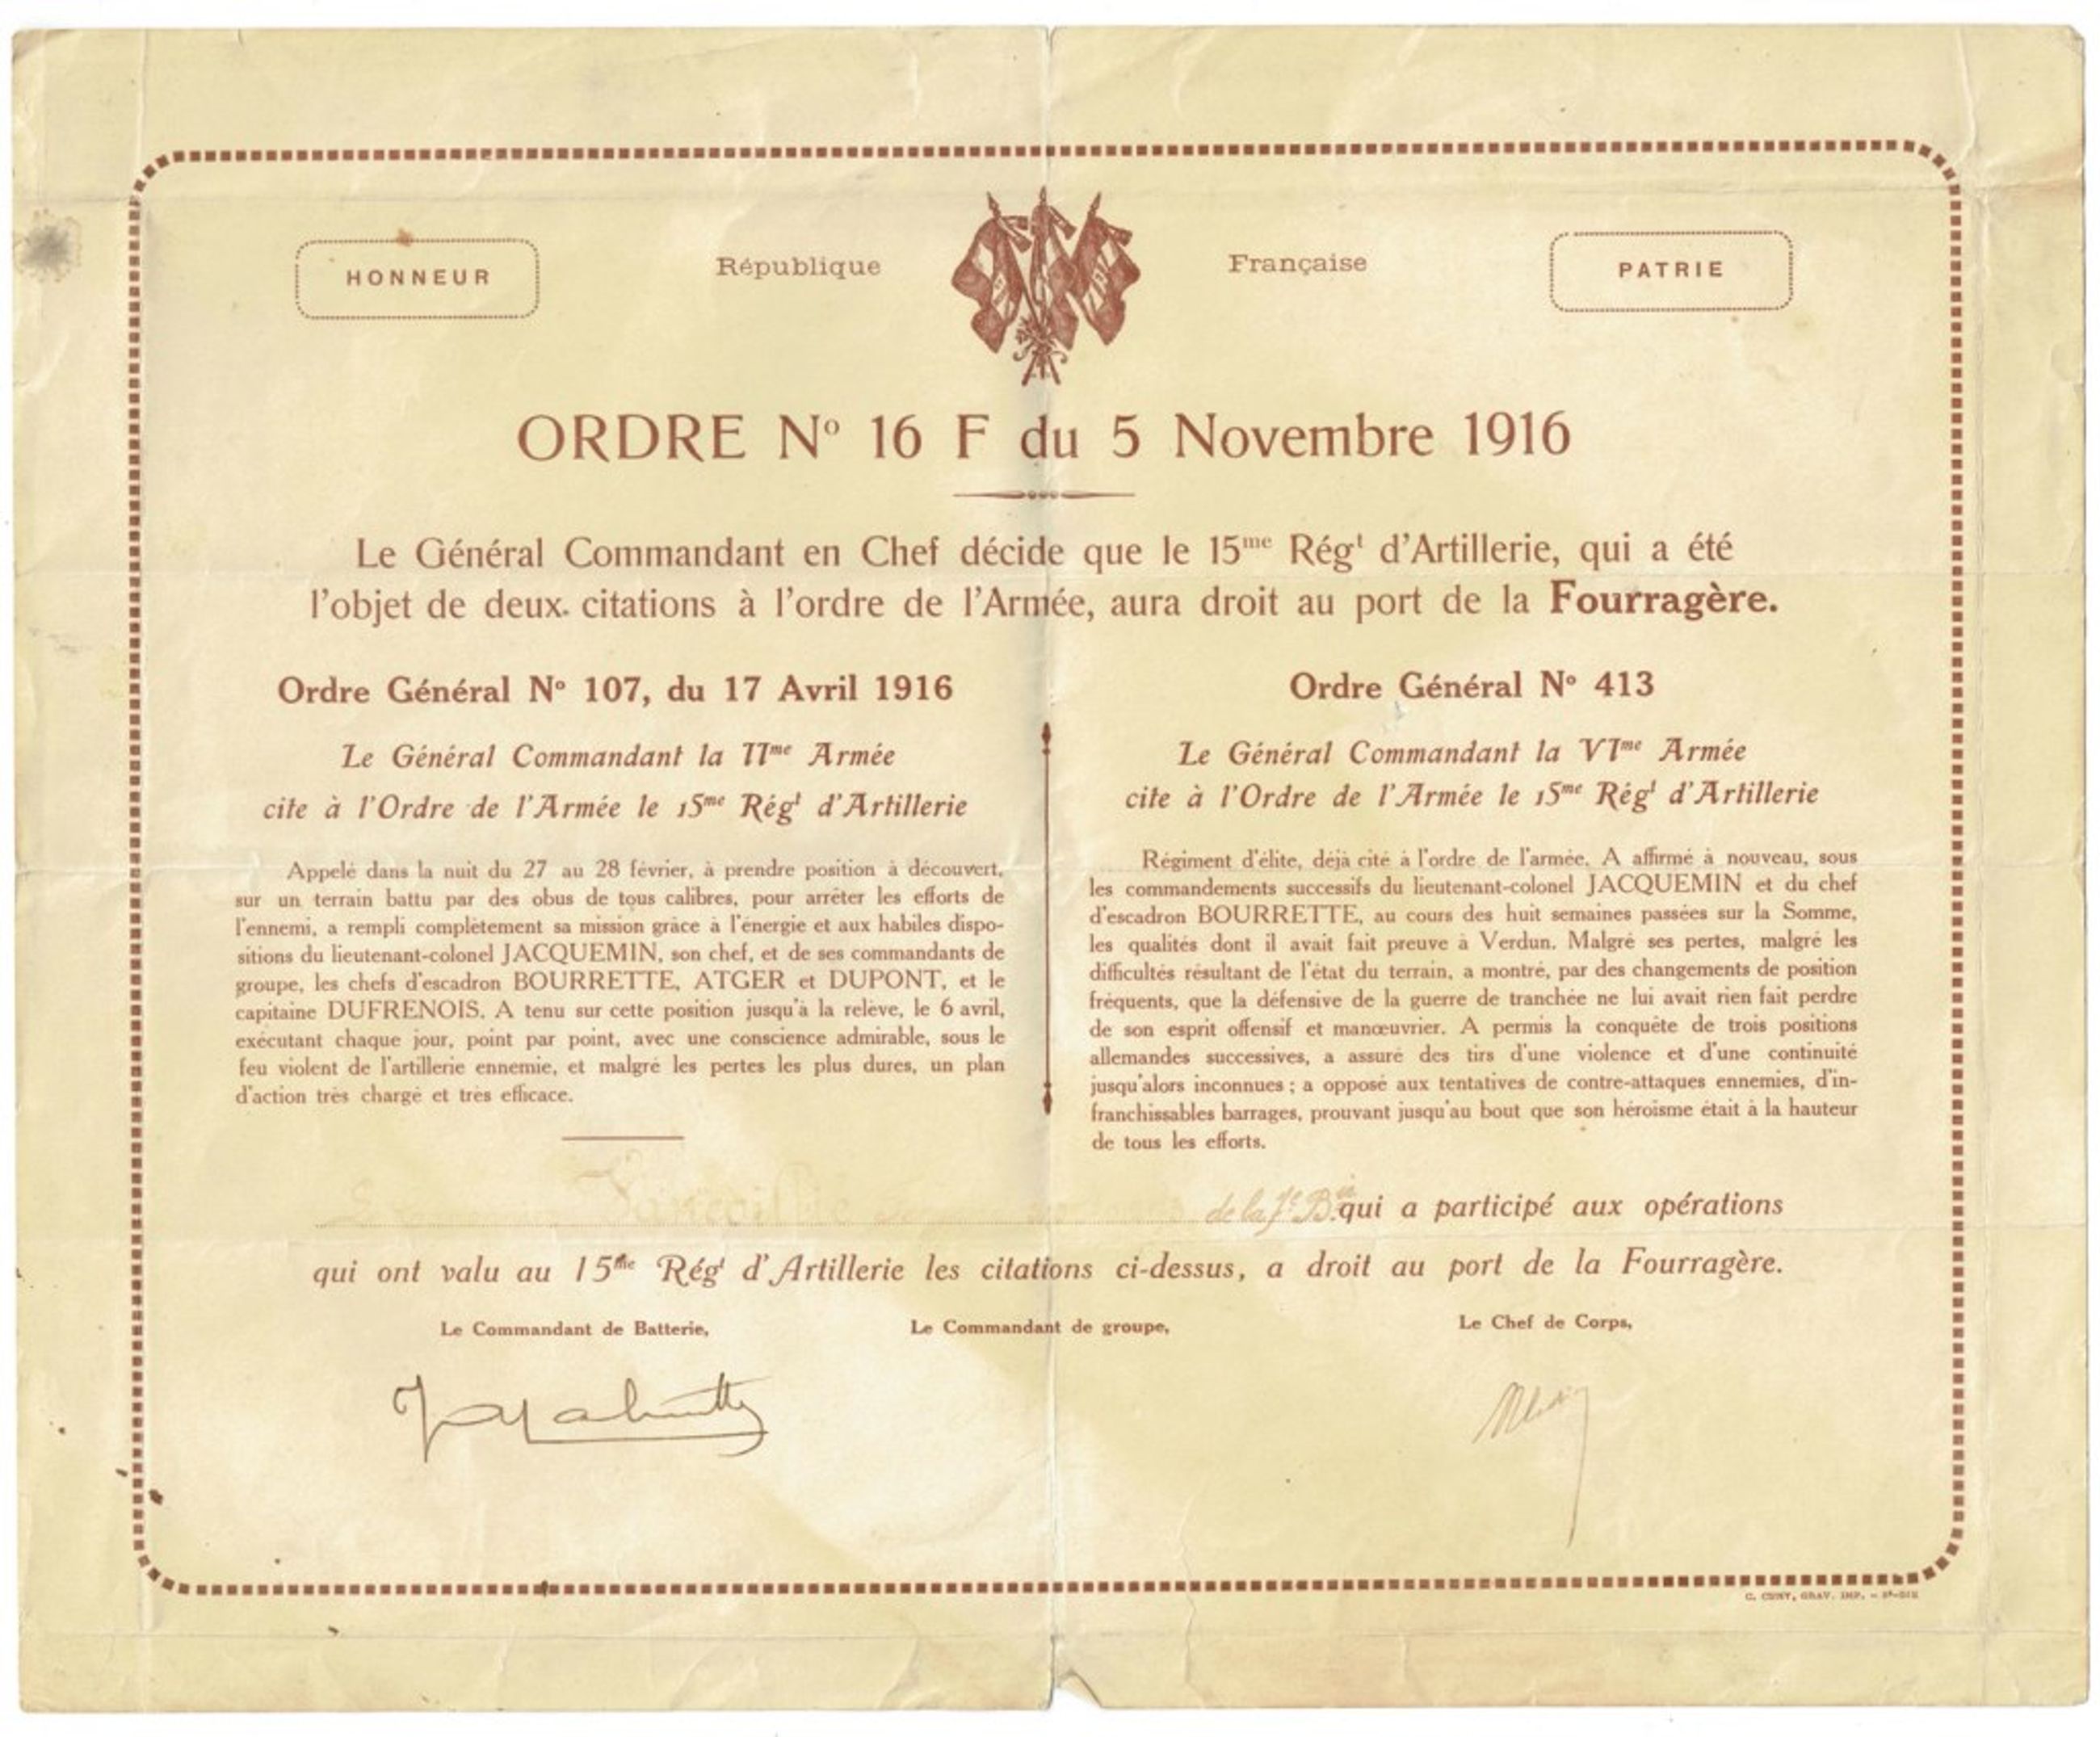 HONNEUR
République
Française
PATRIE
ORDRE Nº 16 F du 5 Novembre 1916
Le Général Commandant en Chef décide que le 15me Régt d'Artillerie, qui a été
l'objet de deux citations à l'ordre de l'Armée, aura droit au port de la Fourragère.
Ordre Général Nº 107, du 17 Avril 1916
Le Général Commandant la IIme Armée
cite à l'Ordre de l'Armée le 15me Régt d'Artillerie
Appelé dans la nuit du 27 au 28 février, à prendre position à découvert,
sur un terrain battu par des obus de tous calibres, pour arrêter les efforts de
l'ennemi, a rempli complètement sa mission grâce à l'énergie et aux habiles dispo-
sitions du lieutenant-colonel JACQUEMIN, son chef, et de ses commandants de
groupe, les chefs d'escadron BOURRETTE, ATGER et DUPONT, et le
capitaine DUFRENOIS. A tenu sur cette position jusqu'à la relève, le 6 avril,
exécutant chaque jour, point par point, avec une conscience admirable, sous le
feu violent de l'artillerie ennemie, et malgré les pertes les plus dures, un plan
d'action très chargé et très efficace.
Ordre Général Nº 413
Le Général Commandant la VIme Armée
cite à l'Ordre de l'Armée le 15me Régt d'Artillerie
Régiment d'élite, déjà cité à l'ordre de l'armée. A affirmé à nouveau, sous
les commandements successifs du lieutenant-colonel JACQUEMIN et du chef
d'escadron BOURRETTE, au cours des huit semaines passées sur la Somme,
les qualités dont il avait fait preuve à Verdun. Malgré ses pertes, malgré les
difficultés résultant de l'état du terrain, a montré, par des changements de position
fréquents, que la défensive de la guerre de tranchée ne lui avait rien fait perdre
de son esprit offensif et manœuvrier. A permis la conquête de trois positions
allemandes successives, a assuré des tirs d'une violence et d'une continuité
jusqu'alors inconnues ; a opposé aux tentatives de contre-attaques ennemies, d'in-
franchissables barrages, prouvant jusqu'au bout que son héroïsme était à la hauteur
de tous les efforts.
de la qui a participé aux opérations
qui ont valu au 15me Régt d'Artillerie les citations ci-dessus, a droit au port de la Fourragère.
Le Commandant de Batterie,
Le Commandant de groupe,
Le Chef de Corps,
C. CUNY, GRAV. IMP. - St-DIÉ